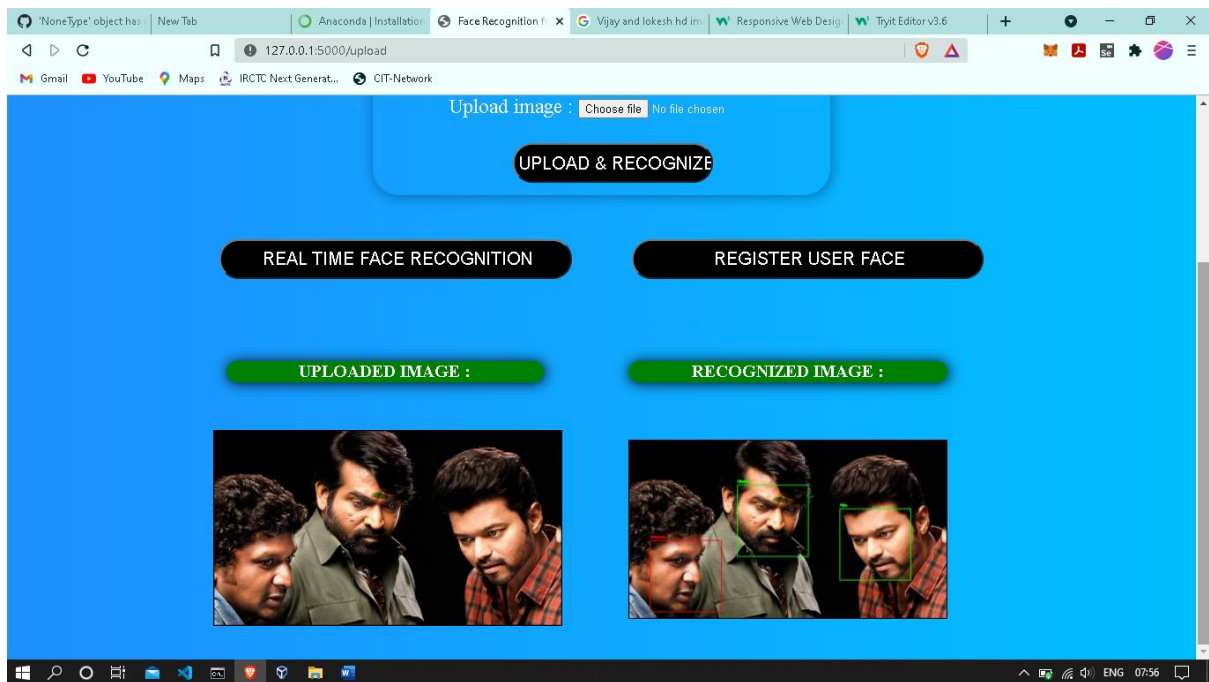 'NoneType' object has
New Tab
Anaconda | Installation
Face Recognition f
Vijay and lokesh hd im
Responsive Web Desig
Tryit Editor v3.6
127.0.0.1:5000/upload
Gmail
YouTube
Maps
IRCTC Next Generat...
CIT-Network
Upload image : Choose file No file chosen
UPLOAD & RECOGNIZE
REAL TIME FACE RECOGNITION
REGISTER USER FACE
UPLOADED IMAGE :
RECOGNIZED IMAGE :
ENG 07:56